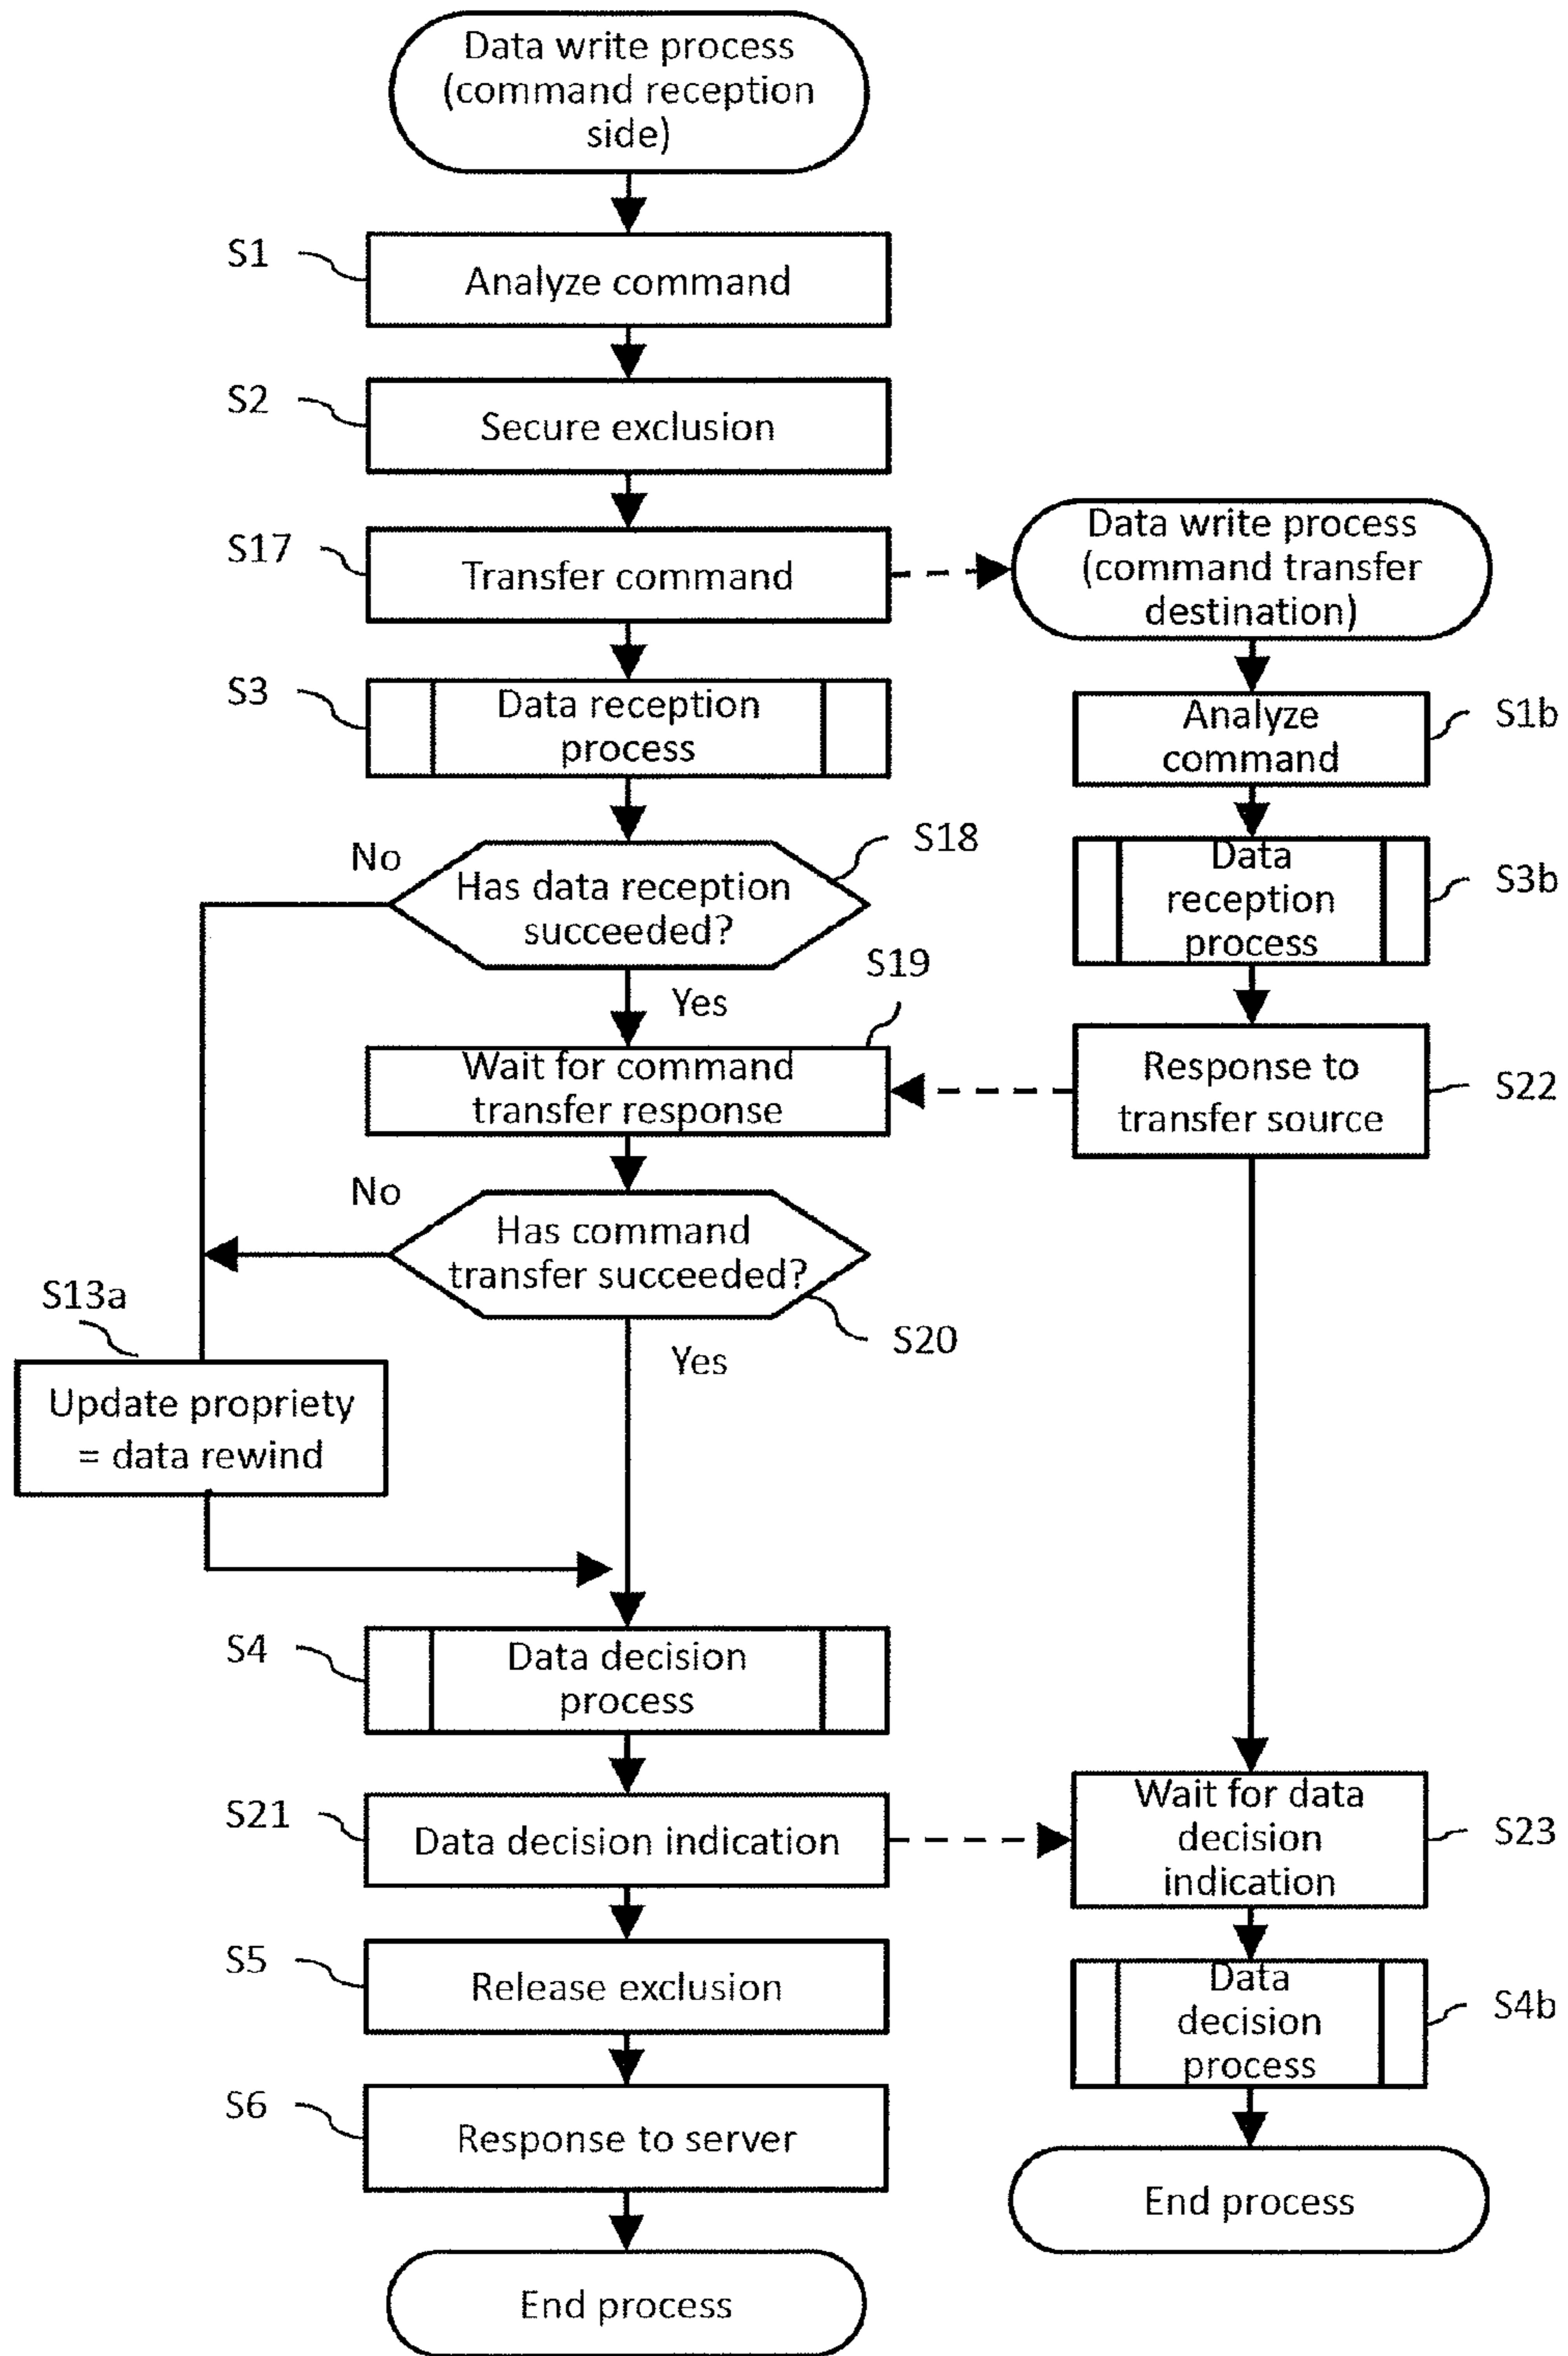 Data write process
(command reception
side)
S1
Analyze command
S2
Secure exclusion
S17
Transfer command
Data write process
(command transfer
destination)
S3
Data reception
process
Analyze
command
S1b
No
S18
Has data reception
succeeded?
Data
reception
process
S3b
Yes
S19
Wait for command
transfer response
Response to
transfer source
S22
No
Has command
transfer succeeded?
S20
Yes
S13a
Update propriety
= data rewind
S4
Data decision
process
S21
Data decision indication
Wait for data
decision
indication
S23
S5
Release exclusion
Data
decision
process
S4b
S6
Response to server
End process
End process